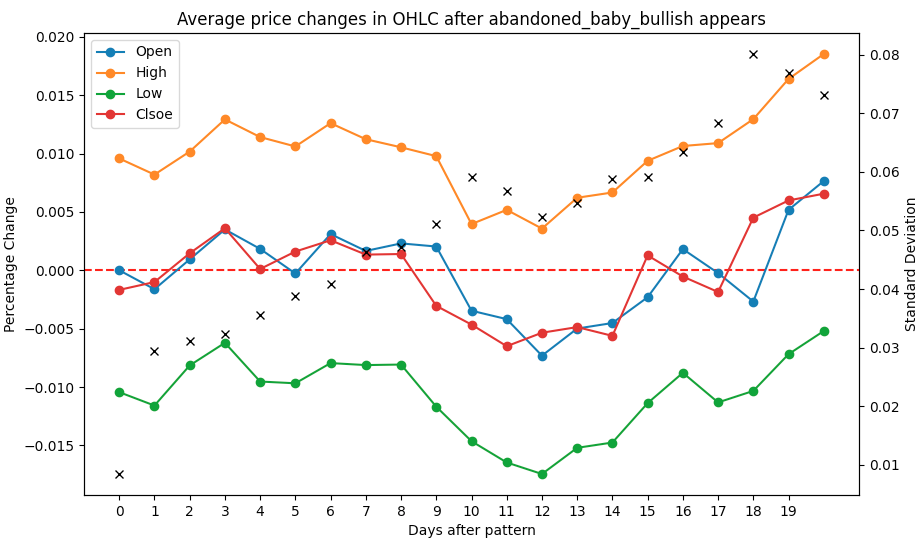 Average price changes in OHLC after abandoned_baby_bullish appears
Open
High
Low
Clsoe
Percentage Change
0.020
0.015
0.010
0.005
0.000
−0.005
−0.010
−0.015
0.08
0.07
0.06
0.05
0.04
0.03
0.02
0.01
Standard Deviation
0 1 2 3 4 5 6 7 8 9 10 11 12 13 14 15 16 17 18 19
Days after pattern